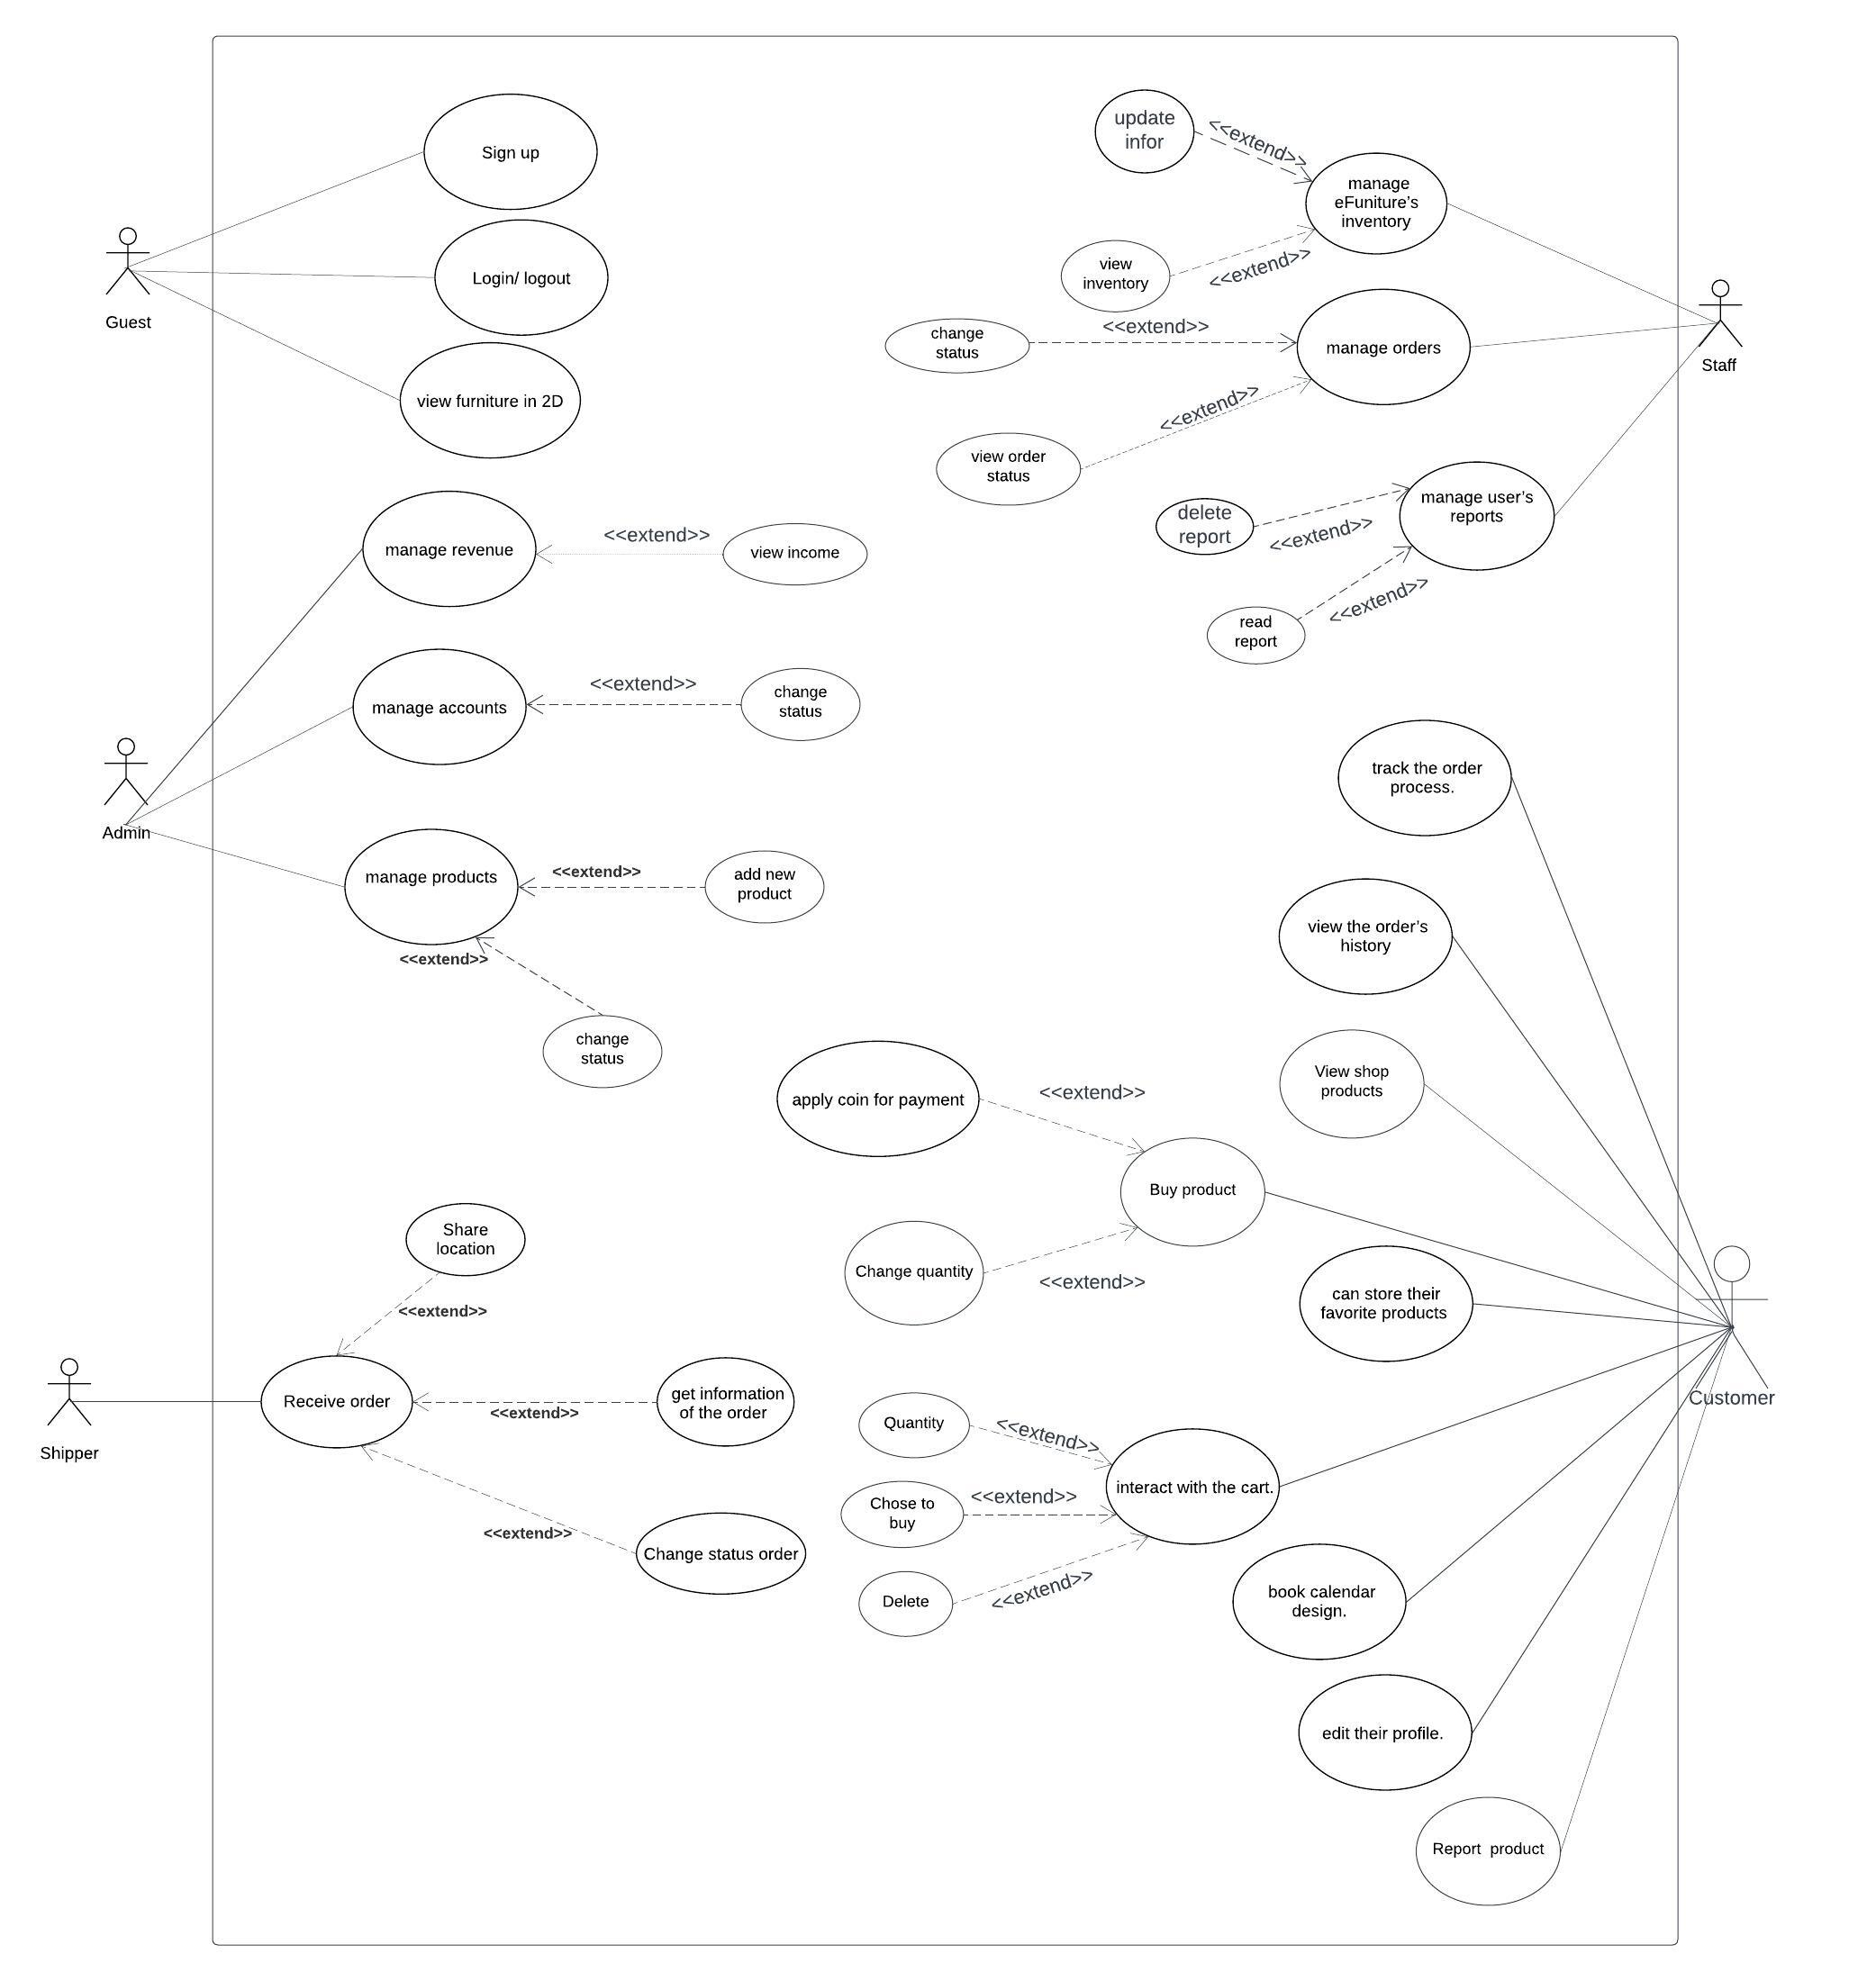 Sign up
Login/ logout
view furniture in 2D
Guest
manage revenue
<<extend>>
view income
manage accounts
<<extend>>
change
status
Admin
manage products
<<extend>>
add new
product
<<extend>>
change
status
Share
location
<<extend>>
Receive order
<<extend>>
get information
of the order
Shipper
<<extend>>
Change status order
update
infor
<<extend>>
manage
eFuniture’s
inventory
view
inventory
<<extend>>
change
status
<<extend>>
manage orders
Staff
<<extend>>
view order
status
manage user’s
reports
delete
report
<<extend>>
read
report
<<extend>>
track the order
process.
view the order’s
history
View shop
products
apply coin for payment
<<extend>>
Buy product
Change quantity
<<extend>>
can store their
favorite products
Customer
Quantity
<<extend>>
interact with the cart.
Chose to
buy
<<extend>>
Delete
<<extend>>
book calendar
design.
edit their profile.
Report  product